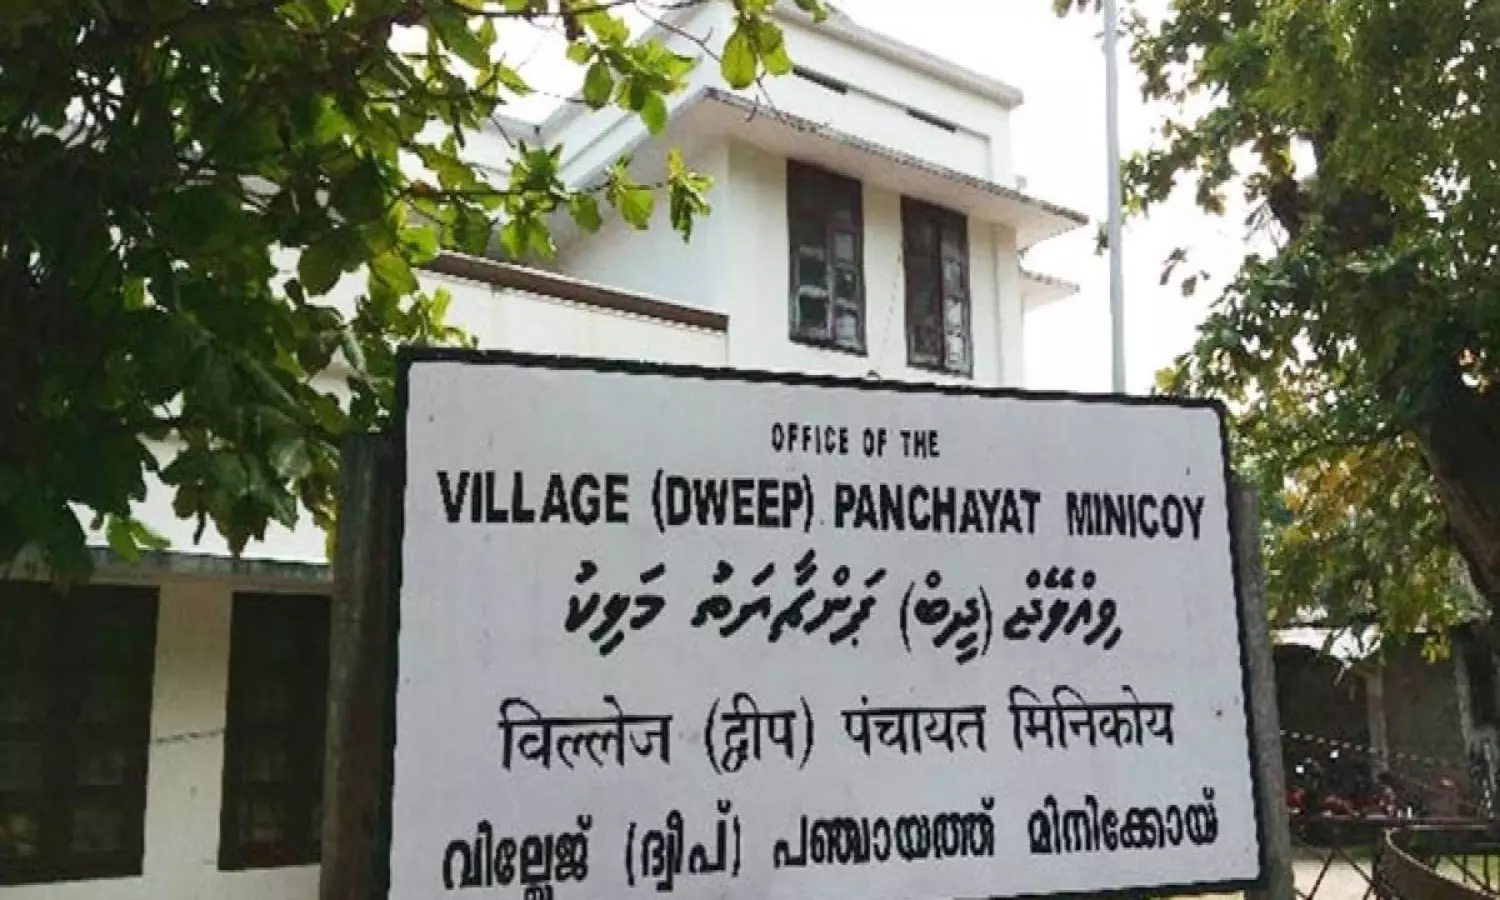 OFFICE OF THE
VILLAGE (DWEEP) PANCHAYAT MINICOY
ވިއްލޭޖް (ދީބް) ޕަންޗާޔަތު މަލިކު
विल्लेज (द्वीप) पंचायत मिनिकोय
വില്ലേജ് (ദ്വീപ്) പഞ്ചായത്ത് മിനിക്കോയ്